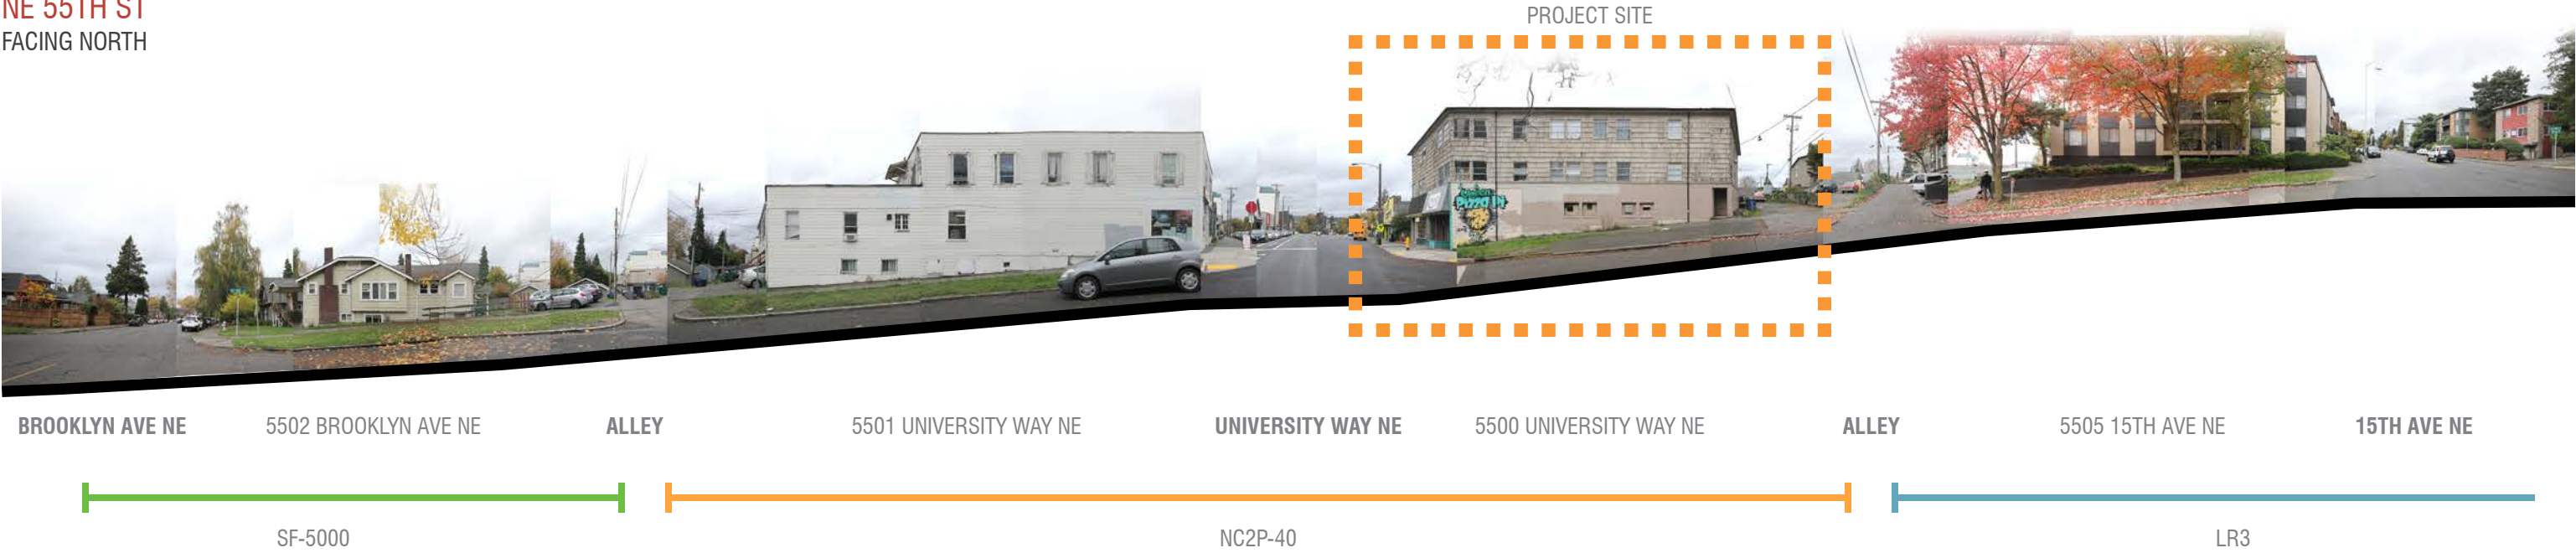 NE 55TH ST
FACING NORTH
PROJECT SITE
Pizza Pi
BROOKLYN AVE NE
5502 BROOKLYN AVE NE
ALLEY
5501 UNIVERSITY WAY NE
UNIVERSITY WAY NE
5500 UNIVERSITY WAY NE
ALLEY
5505 15TH AVE NE
15TH AVE NE
SF-5000
NC2P-40
LR3